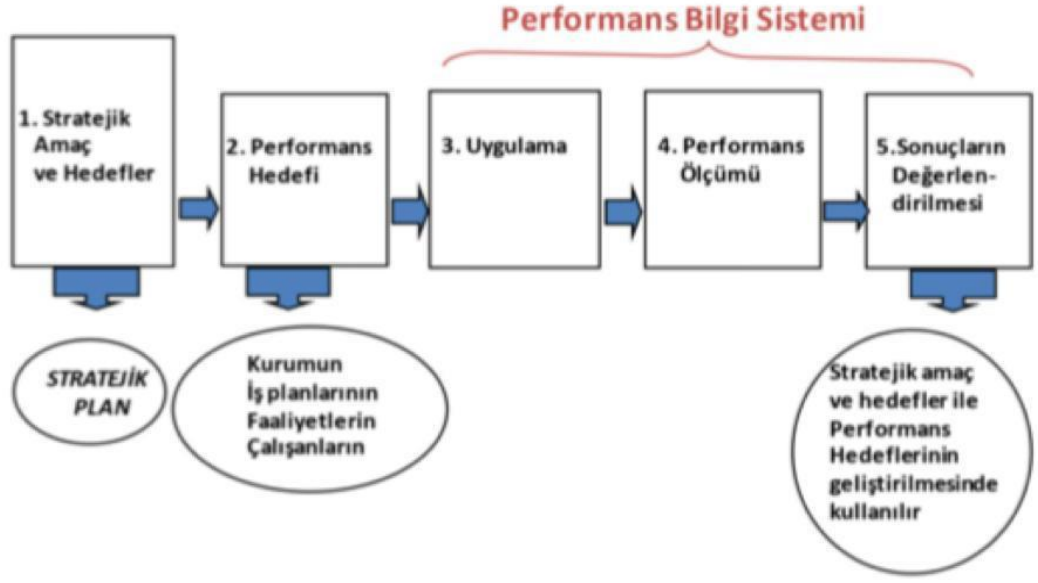 Performans Bilgi Sistemi
1. Stratejik
Amaç
ve Hedefler
2. Performans
Hedefi
3. Uygulama
4. Performans
Ölçümü
5.Sonuçların
Değerlen-
dirilmesi
STRATEJİK
PLAN
Kurumun
İş planlarının
Faaliyetlerin
Çalışanların
Stratejik amaç
ve hedefler ile
Performans
Hedeflerinin
geliştirilmesinde
kullanılır